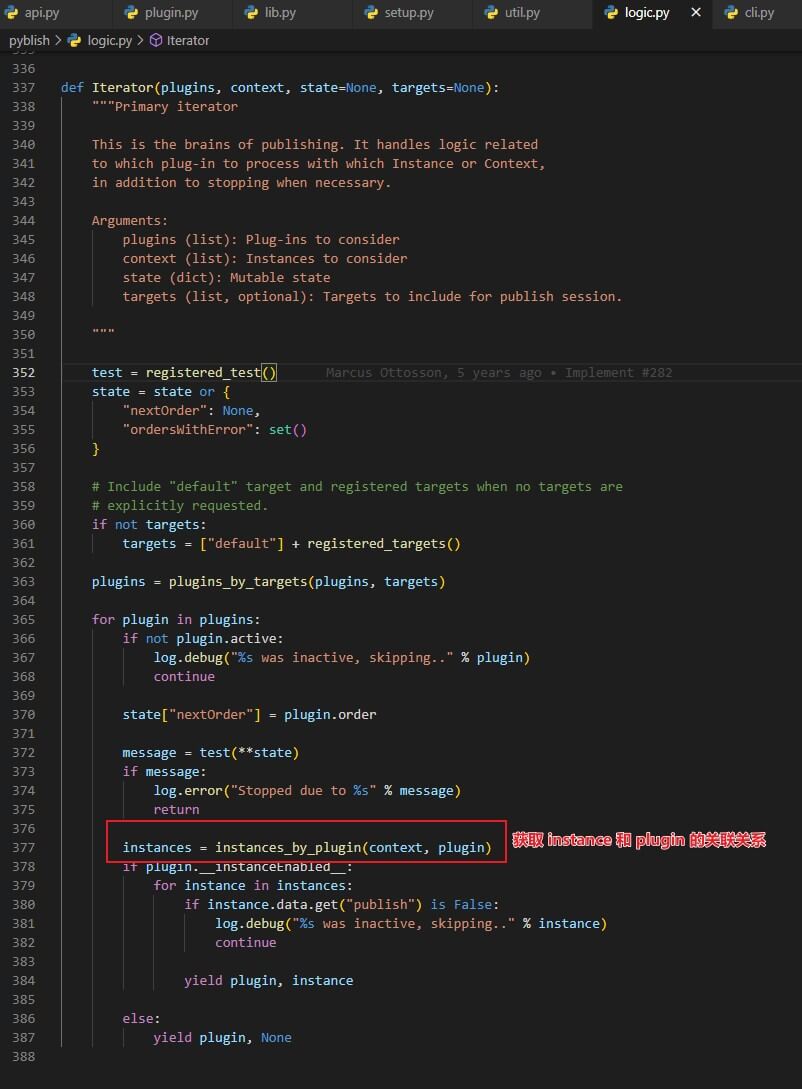 api.py plugin.py lib.py setup.py util.py logic.py × cli.py
pyblish > logic.py > Iterator
335
336
337 def Iterator(plugins, context, state=None, targets=None):
338 """Primary iterator
339
340 This is the brains of publishing. It handles logic related
341 to which plug-in to process with which Instance or Context,
342 in addition to stopping when necessary.
343
344 Arguments:
345 plugins (list): Plug-ins to consider
346 context (list): Instances to consider
347 state (dict): Mutable state
348 targets (list, optional): Targets to include for publish session.
349
350 """
351
352 test = registered_test() Marcus Ottosson, 5 years ago • Implement #282
353 state = state or {
354 "nextOrder": None,
355 "ordersWithError": set()
356 }
357
358 # Include "default" target and registered targets when no targets are
359 # explicitly requested.
360 if not targets:
361 targets = ["default"] + registered_targets()
362
363 plugins = plugins_by_targets(plugins, targets)
364
365 for plugin in plugins:
366 if not plugin.active:
367 log.debug("%s was inactive, skipping.." % plugin)
368 continue
369
370 state["nextOrder"] = plugin.order
371
372 message = test(**state)
373 if message:
374 log.error("Stopped due to %s" % message)
375 return
376
377 instances = instances_by_plugin(context, plugin) 获取 instance 和 plugin 的关联关系
378 if plugin.__instanceEnabled__:
379 for instance in instances:
380 if instance.data.get("publish") is False:
381 log.debug("%s was inactive, skipping.." % instance)
382 continue
383
384 yield plugin, instance
385
386 else:
387 yield plugin, None
388